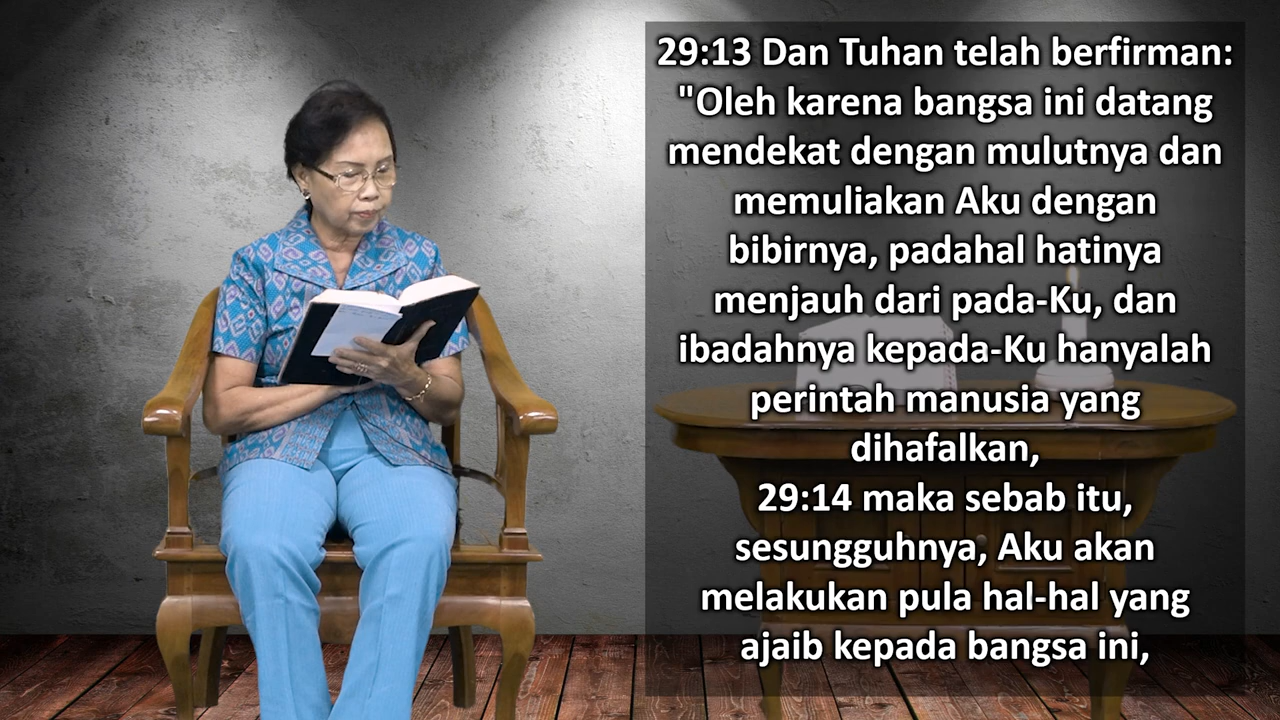 29:13 Dan Tuhan telah berfirman:
"Oleh karena bangsa ini datang
mendekat dengan mulutnya dan
memuliakan Aku dengan
bibirnya, padahal hatinya
menjauh dari pada-Ku, dan
ibadahnya kepada-Ku hanyalah
perintah manusia yang
dihafalkan,
29:14 maka sebab itu,
sesungguhnya, Aku akan
melakukan pula hal-hal yang
ajaib kepada bangsa ini,